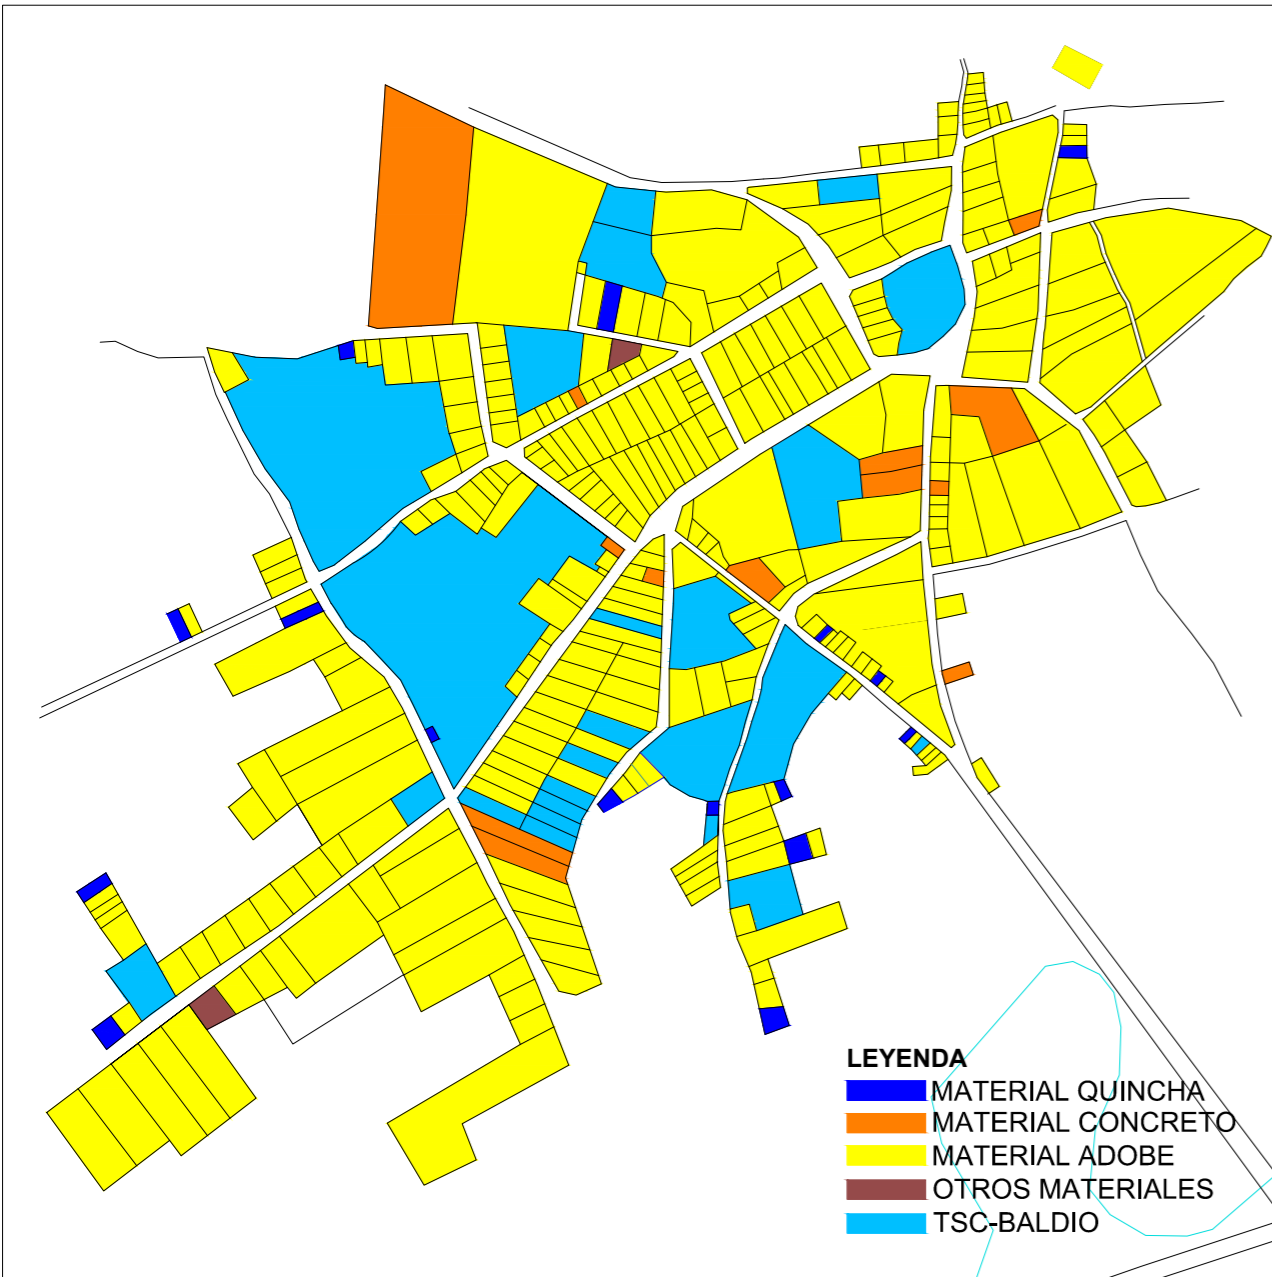 LEYENDA
MATERIAL QUINCHA
MATERIAL CONCRETO
MATERIAL ADOBE
OTROS MATERIALES
TSC-BALDIO